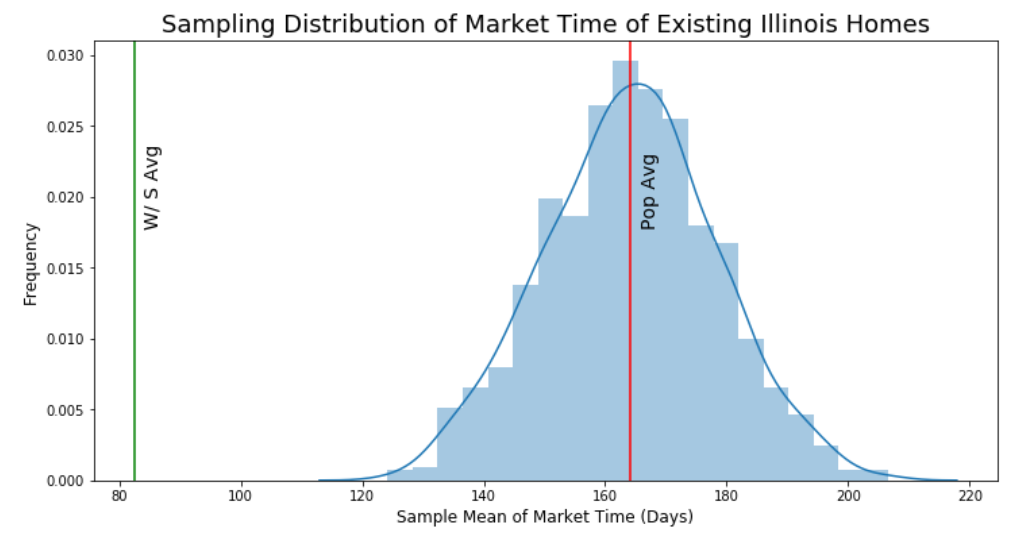 Sampling Distribution of Market Time of Existing Illinois Homes
0.030
0.025
0.020
0.015
0.010
0.005
0.000
Frequency
W/ S Avg
Pop Avg
80 100 120 140 160 180 200 220
Sample Mean of Market Time (Days)